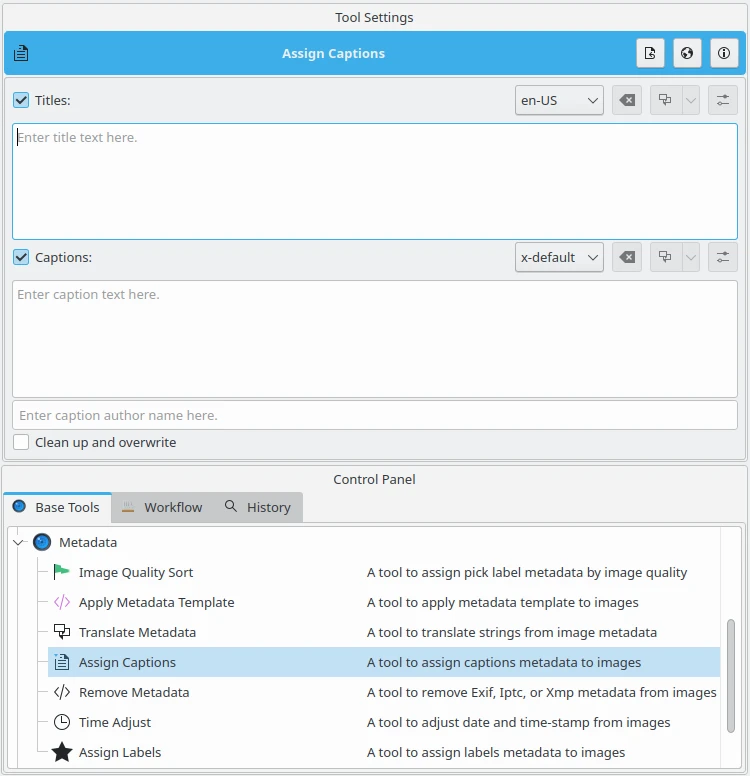 Tool Settings
Assign Captions
Titles: en-US
Enter title text here.
Captions: x-default
Enter caption text here.
Enter caption author name here.
Clean up and overwrite
Control Panel
Base Tools Workflow History
Metadata
Image Quality Sort A tool to assign pick label metadata by image quality
Apply Metadata Template A tool to apply metadata template to images
Translate Metadata A tool to translate strings from image metadata
Assign Captions A tool to assign captions metadata to images
Remove Metadata A tool to remove Exif, Iptc, or Xmp metadata from images
Time Adjust A tool to adjust date and time-stamp from images
Assign Labels A tool to assign labels metadata to images